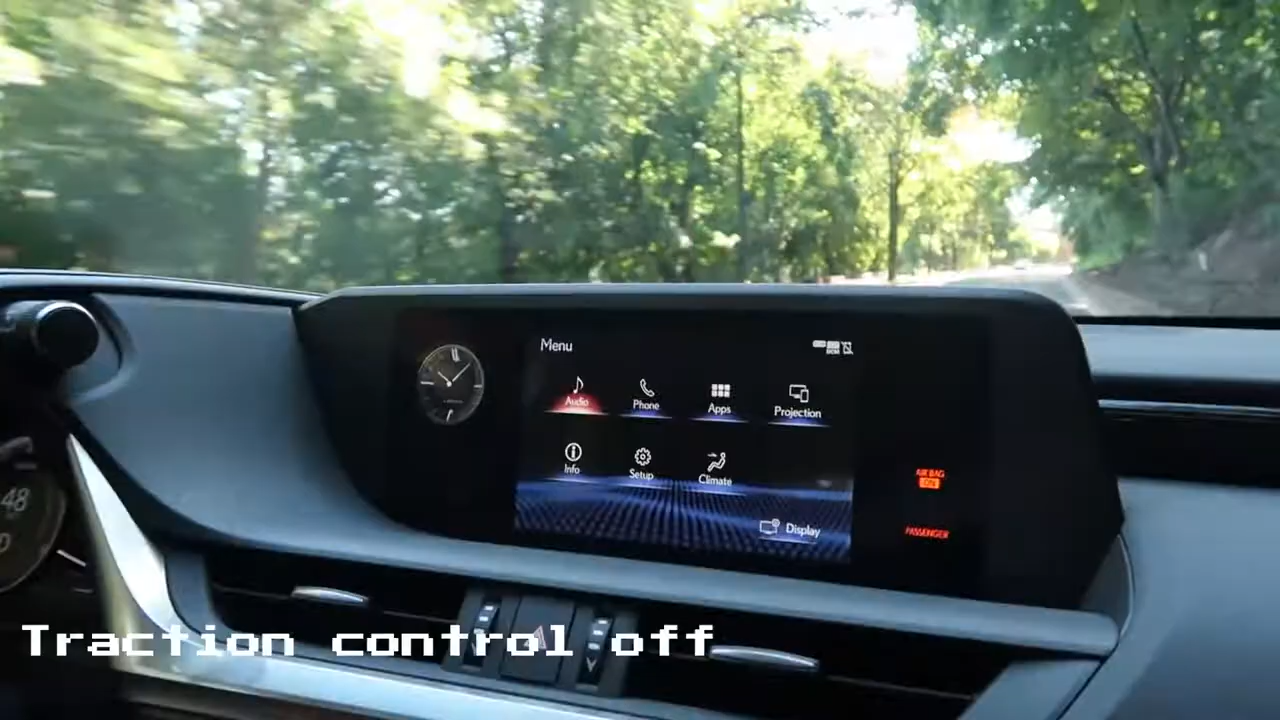 Menu
Audio
Phone
Apps
Projection
Info
Setup
Climate
Display
AIR BAG
ON
PASSENGER
48
Traction control off